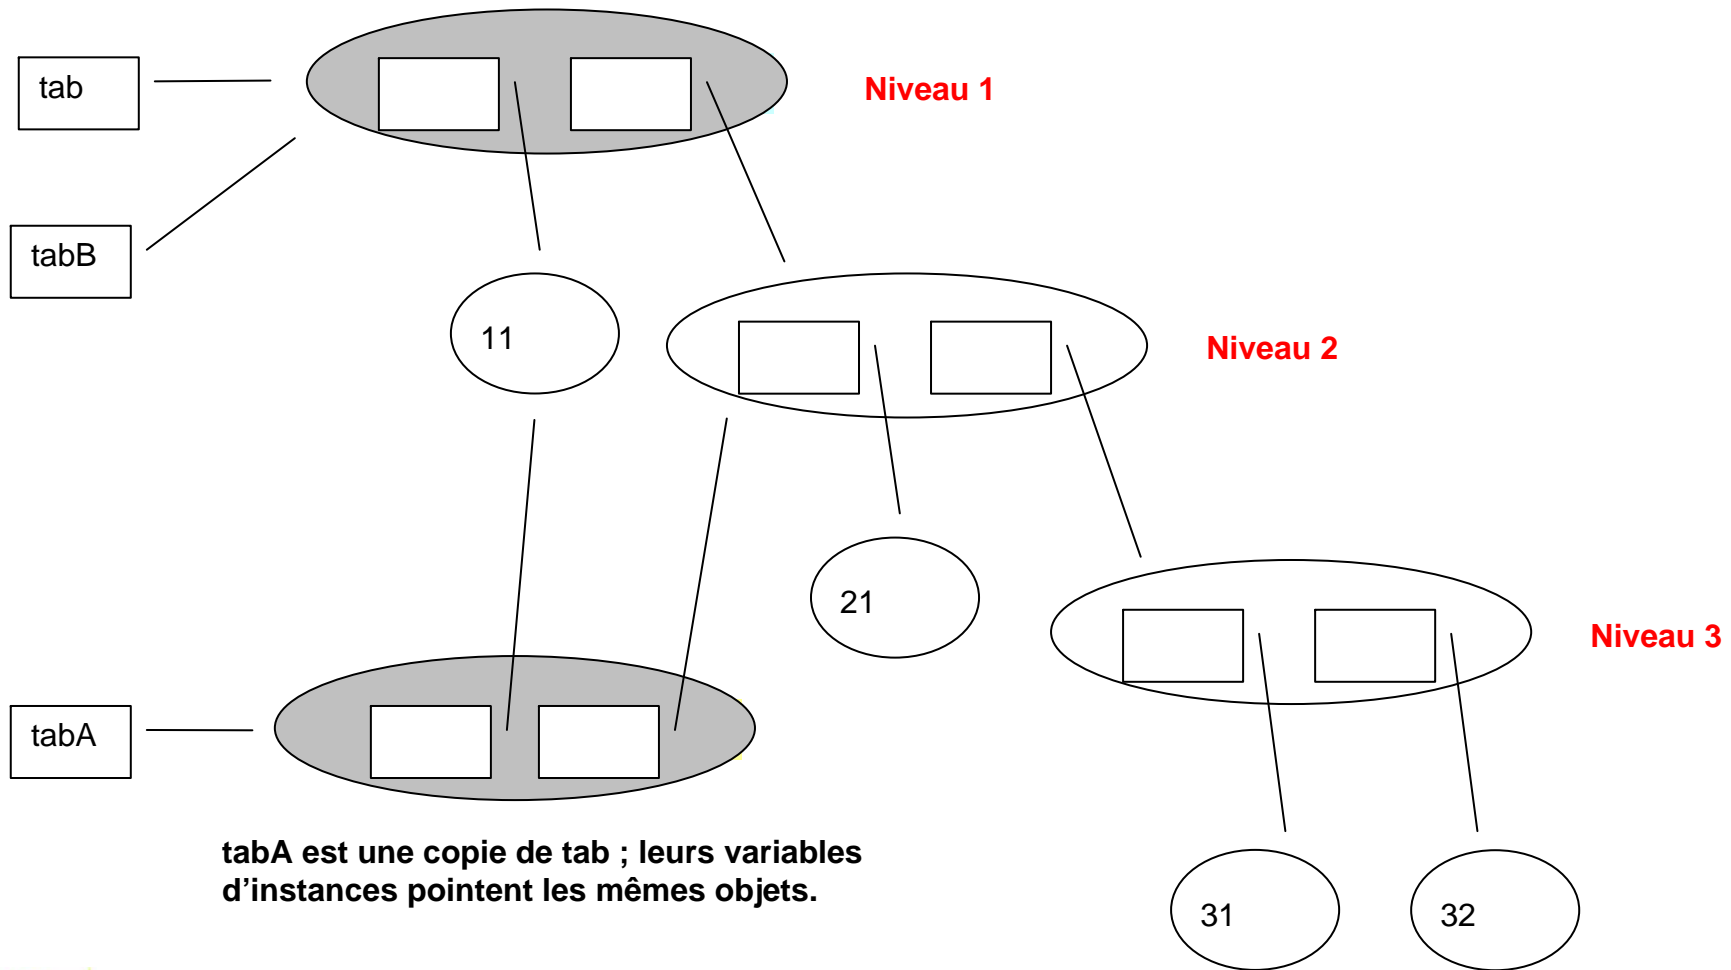 tab
Niveau 1
tabB
11
Niveau 2
21
Niveau 3
tabA
tabA est une copie de tab ; leurs variables
d’instances pointent les mêmes objets.
31
32